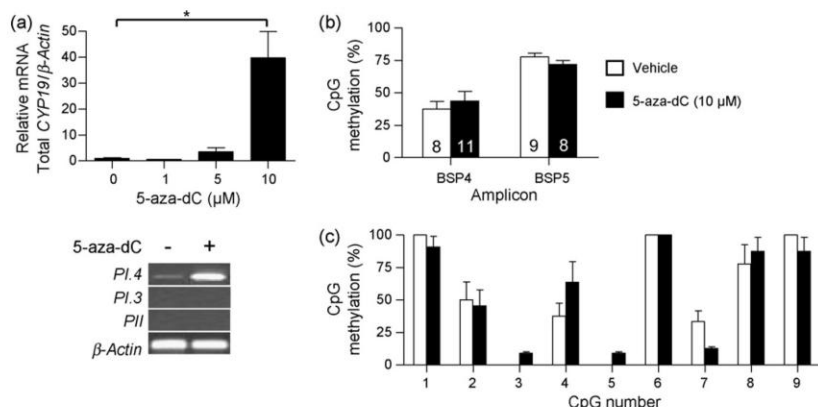 (a)
*
Relative mRNA
Total CYP19/β-Actin
50
40
30
20
10
0
0 1 5 10
5-aza-dC (µM)
5-aza-dC - +
PI.4
PI.3
PII
β-Actin
(b)
CpG
methylation (%)
100
75
50
25
8 11 9 8
BSP4 BSP5
Amplicon
Vehicle
5-aza-dC (10 µM)
(c)
CpG
methylation (%)
100
75
50
25
1 2 3 4 5 6 7 8 9
CpG number